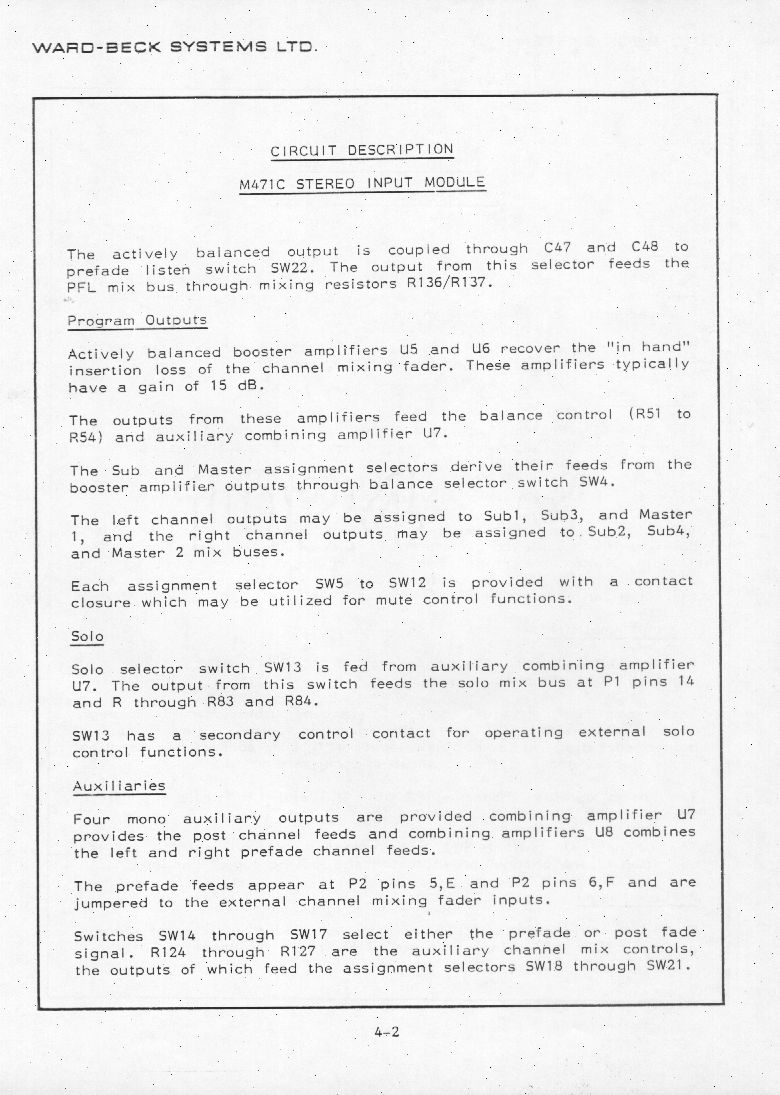 WARD-BECK SYSTEMS LTD.
CIRCUIT DESCRIPTION
M471C STEREO INPUT MODULE
The actively balanced output is coupled through C47 and C48 to
prefade listen switch SW22. The output from this selector feeds the
PFL mix bus through mixing resistors R136/R137.
Program Outputs
Actively balanced booster amplifiers U5 and U6 recover the "in hand"
insertion loss of the channel mixing fader. These amplifiers typically
have a gain of 15 dB.
The outputs from these amplifiers feed the balance control (R51 to
R54) and auxiliary combining amplifier U7.
The Sub and Master assignment selectors derive their feeds from the
booster amplifier outputs through balance selector switch SW4.
The left channel outputs may be assigned to Sub1, Sub3, and Master
1, and the right channel outputs may be assigned to Sub2, Sub4,
and Master 2 mix buses.
Each assignment selector SW5 to SW12 is provided with a contact
closure which may be utilized for mute control functions.
Solo
Solo selector switch SW13 is fed from auxiliary combining amplifier
U7. The output from this switch feeds the solo mix bus at P1 pins 14
and R through R83 and R84.
SW13 has a secondary control contact for operating external solo
control functions.
Auxiliaries
Four mono auxiliary outputs are provided combining amplifier U7
provides the post channel feeds and combining amplifiers U8 combines
the left and right prefade channel feeds.
The prefade feeds appear at P2 pins 5,E and P2 pins 6,F and are
jumpered to the external channel mixing fader inputs.
Switches SW14 through SW17 select either the prefade or post fade
signal. R124 through R127 are the auxiliary channel mix controls,
the outputs of which feed the assignment selectors SW18 through SW21.
4-2